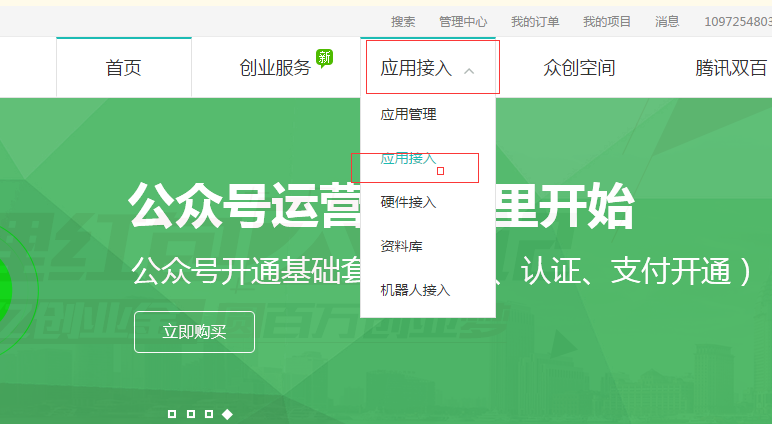 搜索 管理中心 我的订单 我的项目 消息 1097254803
首页 创业服务 新 应用接入 众创空间 腾讯双百
应用管理
应用接入
硬件接入
资料库
机器人接入
公众号运营 里开始
公众号开通基础套 、认证、支付开通）
立即购买